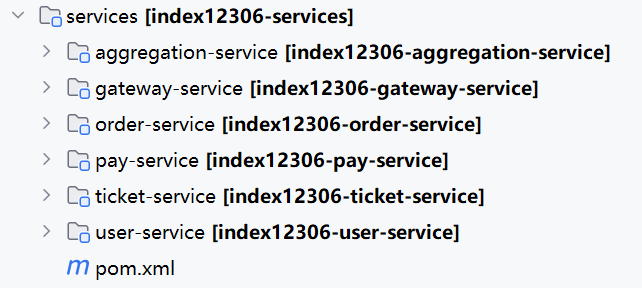 services [index12306-services]
aggregation-service [index12306-aggregation-service]
gateway-service [index12306-gateway-service]
order-service [index12306-order-service]
pay-service [index12306-pay-service]
ticket-service [index12306-ticket-service]
user-service [index12306-user-service]
m pom.xml